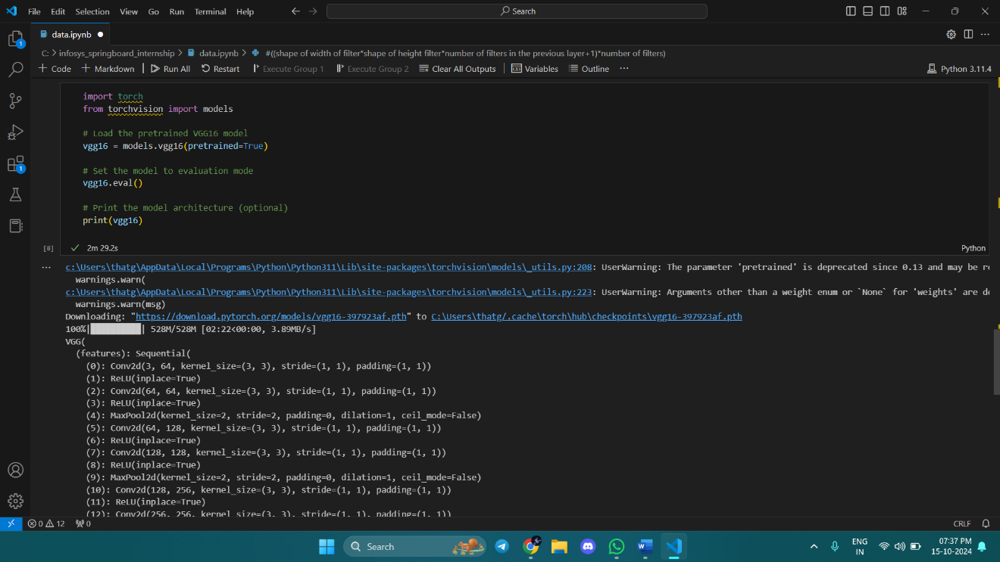 File Edit Selection View Go Run Terminal Help
Search
data.ipynb
C: > infosys_springboard_internship > data.ipynb > #((shape of width of filter*shape of height filter*number of filters in the previous layer+1)*number of filters)
Code Markdown Run All Restart Execute Group 1 Execute Group 2 Clear All Outputs Variables Outline ... Python 3.11.4
import torch
from torchvision import models
# Load the pretrained VGG16 model
vgg16 = models.vgg16(pretrained=True)
# Set the model to evaluation mode
vgg16.eval()
# Print the model architecture (optional)
print(vgg16)
[8] 2m 29.2s Python
... c:\Users\thatg\AppData\Local\Programs\Python\Python311\Lib\site-packages\torchvision\models\_utils.py:208: UserWarning: The parameter 'pretrained' is deprecated since 0.13 and may be re
warnings.warn(
c:\Users\thatg\AppData\Local\Programs\Python\Python311\Lib\site-packages\torchvision\models\_utils.py:223: UserWarning: Arguments other than a weight enum or `None` for 'weights' are de
warnings.warn(msg)
Downloading: "https://download.pytorch.org/models/vgg16-397923af.pth" to C:\Users\thatg/.cache\torch\hub\checkpoints\vgg16-397923af.pth
100%|██████████| 528M/528M [02:22<00:00, 3.89MB/s]
VGG(
(features): Sequential(
(0): Conv2d(3, 64, kernel_size=(3, 3), stride=(1, 1), padding=(1, 1))
(1): ReLU(inplace=True)
(2): Conv2d(64, 64, kernel_size=(3, 3), stride=(1, 1), padding=(1, 1))
(3): ReLU(inplace=True)
(4): MaxPool2d(kernel_size=2, stride=2, padding=0, dilation=1, ceil_mode=False)
(5): Conv2d(64, 128, kernel_size=(3, 3), stride=(1, 1), padding=(1, 1))
(6): ReLU(inplace=True)
(7): Conv2d(128, 128, kernel_size=(3, 3), stride=(1, 1), padding=(1, 1))
(8): ReLU(inplace=True)
(9): MaxPool2d(kernel_size=2, stride=2, padding=0, dilation=1, ceil_mode=False)
(10): Conv2d(128, 256, kernel_size=(3, 3), stride=(1, 1), padding=(1, 1))
(11): ReLU(inplace=True)
(12): Conv2d(256, 256, kernel_size=(3, 3), stride=(1, 1), padding=(1, 1))
0 12 0 CRLF
Search
ENG
IN
07:37 PM
15-10-2024